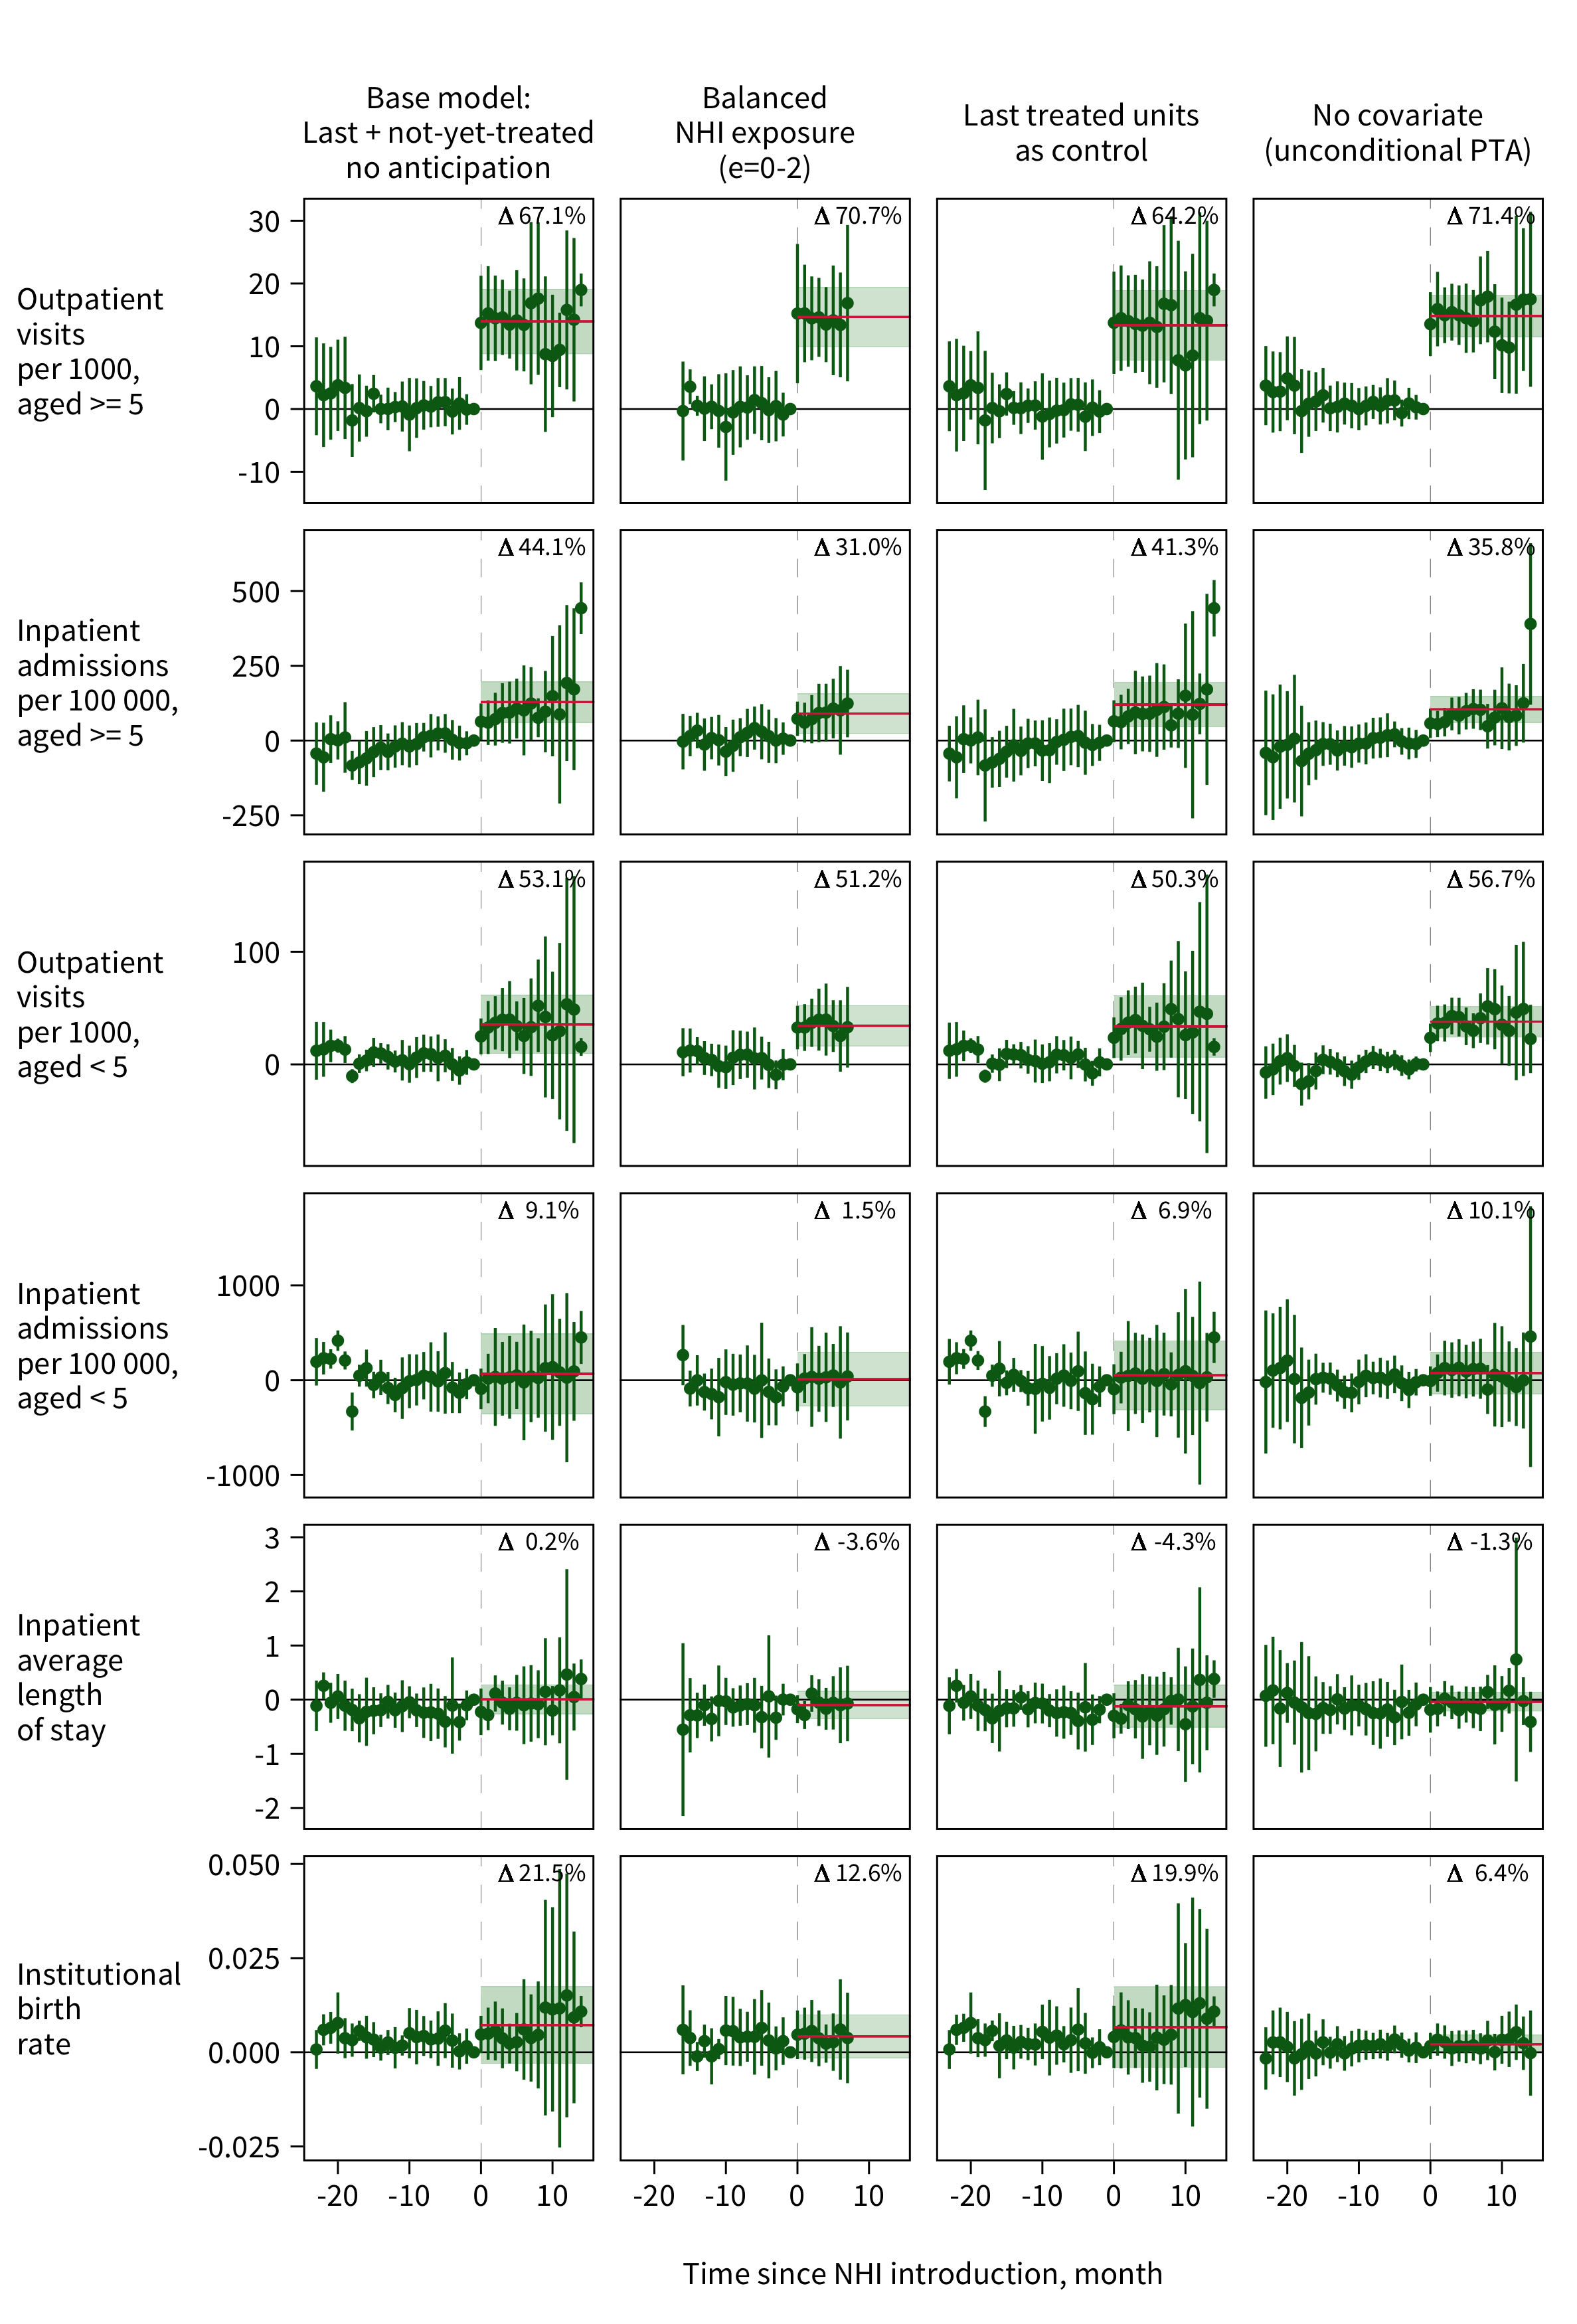 Base model:
Last + not-yet-treated
no anticipation
Balanced
NHI exposure
(e=0-2)
Last treated units
as control
No covariate
(unconditional PTA)
Outpatient
visits
per 1000,
aged >= 5
30
20
10
0
-10
Δ 67.1%
Δ 70.7%
Δ 64.2%
Δ 71.4%
Inpatient
admissions
per 100 000,
aged >= 5
500
250
0
-250
Δ 44.1%
Δ 31.0%
Δ 41.3%
Δ 35.8%
Outpatient
visits
per 1000,
aged < 5
100
0
Δ 53.1%
Δ 51.2%
Δ 50.3%
Δ 56.7%
Inpatient
admissions
per 100 000,
aged < 5
1000
0
-1000
Δ 9.1%
Δ 1.5%
Δ 6.9%
Δ 10.1%
Inpatient
average
length
of stay
3
2
1
0
-1
-2
Δ 0.2%
Δ -3.6%
Δ -4.3%
Δ -1.3%
Institutional
birth
rate
0.050
0.025
0.000
-0.025
Δ 21.5%
Δ 12.6%
Δ 19.9%
Δ 6.4%
-20 -10 0 10
-20 -10 0 10
-20 -10 0 10
-20 -10 0 10
Time since NHI introduction, month